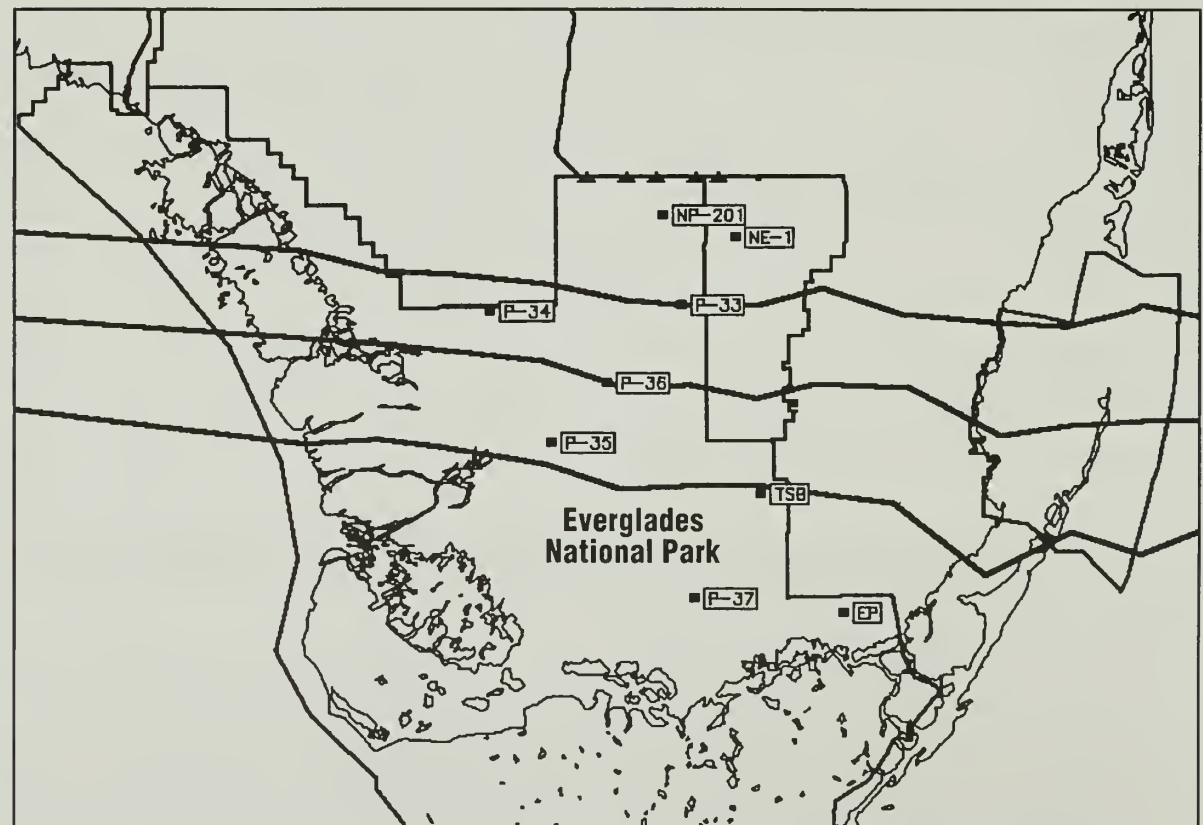 NP-201
NE-1
P-34
P-33
P-36
P-35
TSB
Everglades
National Park
P-37
EP